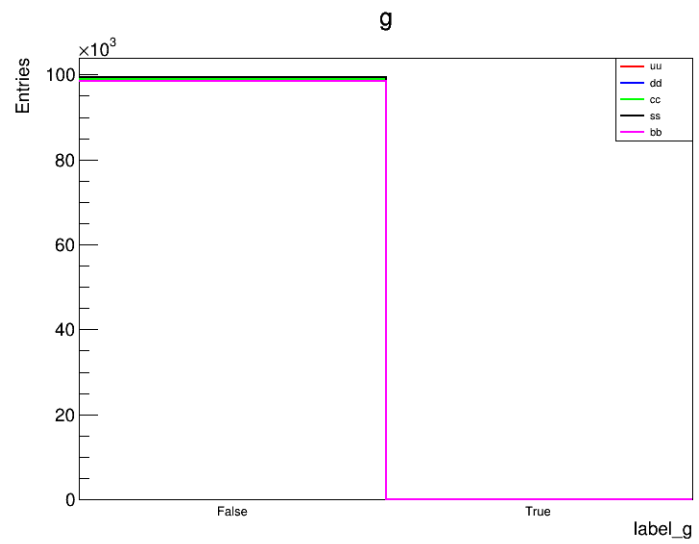 g
×10³
Entries
100
80
60
40
20
0
uu
dd
cc
ss
bb
False
True
label_g